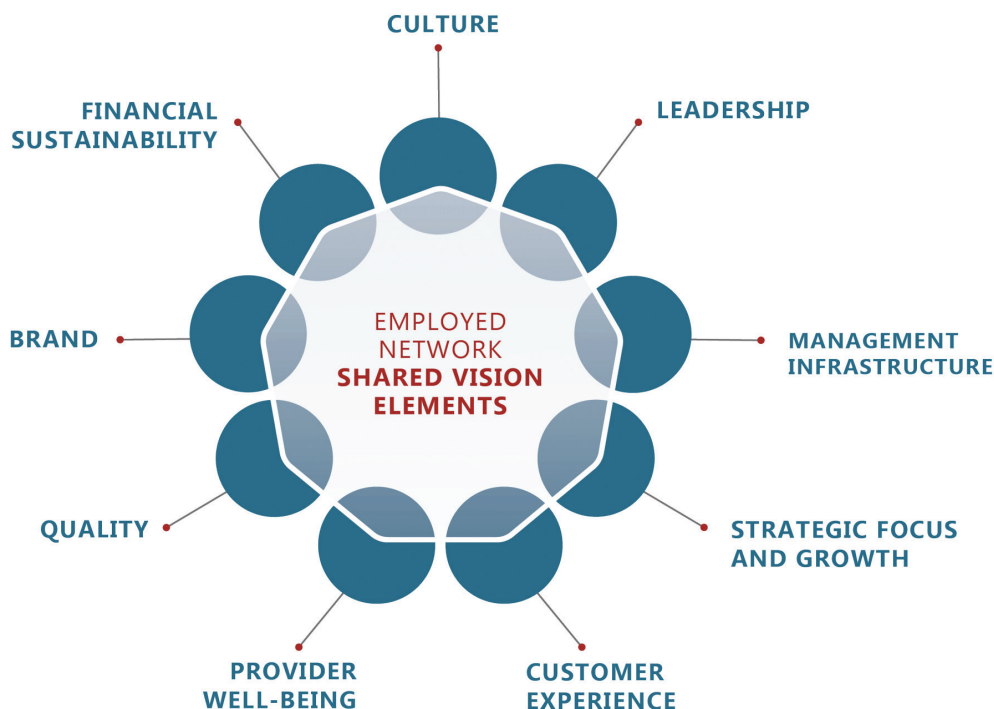 CULTURE
LEADERSHIP
MANAGEMENT
INFRASTRUCTURE
STRATEGIC FOCUS
AND GROWTH
CUSTOMER
EXPERIENCE
PROVIDER
WELL-BEING
QUALITY
BRAND
FINANCIAL
SUSTAINABILITY
EMPLOYED
NETWORK
SHARED VISION
ELEMENTS